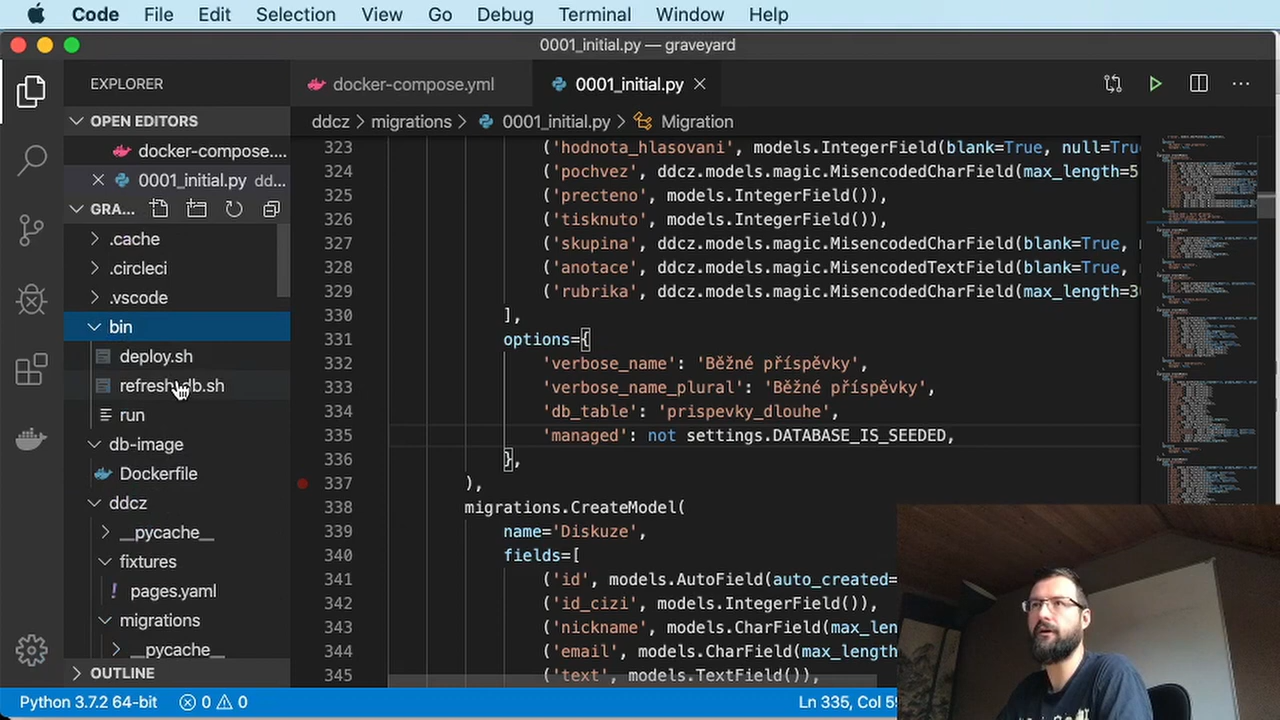 Code File Edit Selection View Go Debug Terminal Window Help
0001_initial.py — graveyard
EXPLORER
docker-compose.yml
0001_initial.py
OPEN EDITORS
docker-compose....
0001_initial.py dd...
GRA...
.cache
.circleci
.vscode
bin
deploy.sh
run
db-image
Dockerfile
ddcz
__pycache__
fixtures
pages.yaml
migrations
__pycache__
OUTLINE
ddcz > migrations > 0001_initial.py > Migration
323 ('hodnota_hlasovani', models.IntegerField(blank=True, null=Tru
324 ('pochvez', ddcz.models.magic.MisencodedCharField(max_length=5
325 ('precteno', models.IntegerField()),
326 ('tisknuto', models.IntegerField()),
327 ('skupina', ddcz.models.magic.MisencodedCharField(blank=True,
328 ('anotace', ddcz.models.magic.MisencodedTextField(blank=True,
329 ('rubrika', ddcz.models.magic.MisencodedCharField(max_length=30
330 ],
331 options={
332 'verbose_name': 'Běžné příspěvky',
333 'verbose_name_plural': 'Běžné příspěvky',
334 'db_table': 'prispevky_dlouhe',
335 'managed': not settings.DATABASE_IS_SEEDED,
336 },
337 ),
338 migrations.CreateModel(
339 name='Diskuze',
340 fields=[
341 ('id', models.AutoField(auto_created=
342 ('id_cizi', models.IntegerField()),
343 ('nickname', models.CharField(max_len
344 ('email', models.CharField(max_length
345 ('text', models.TextField()),
Python 3.7.2 64-bit 0 0 Ln 335, Col